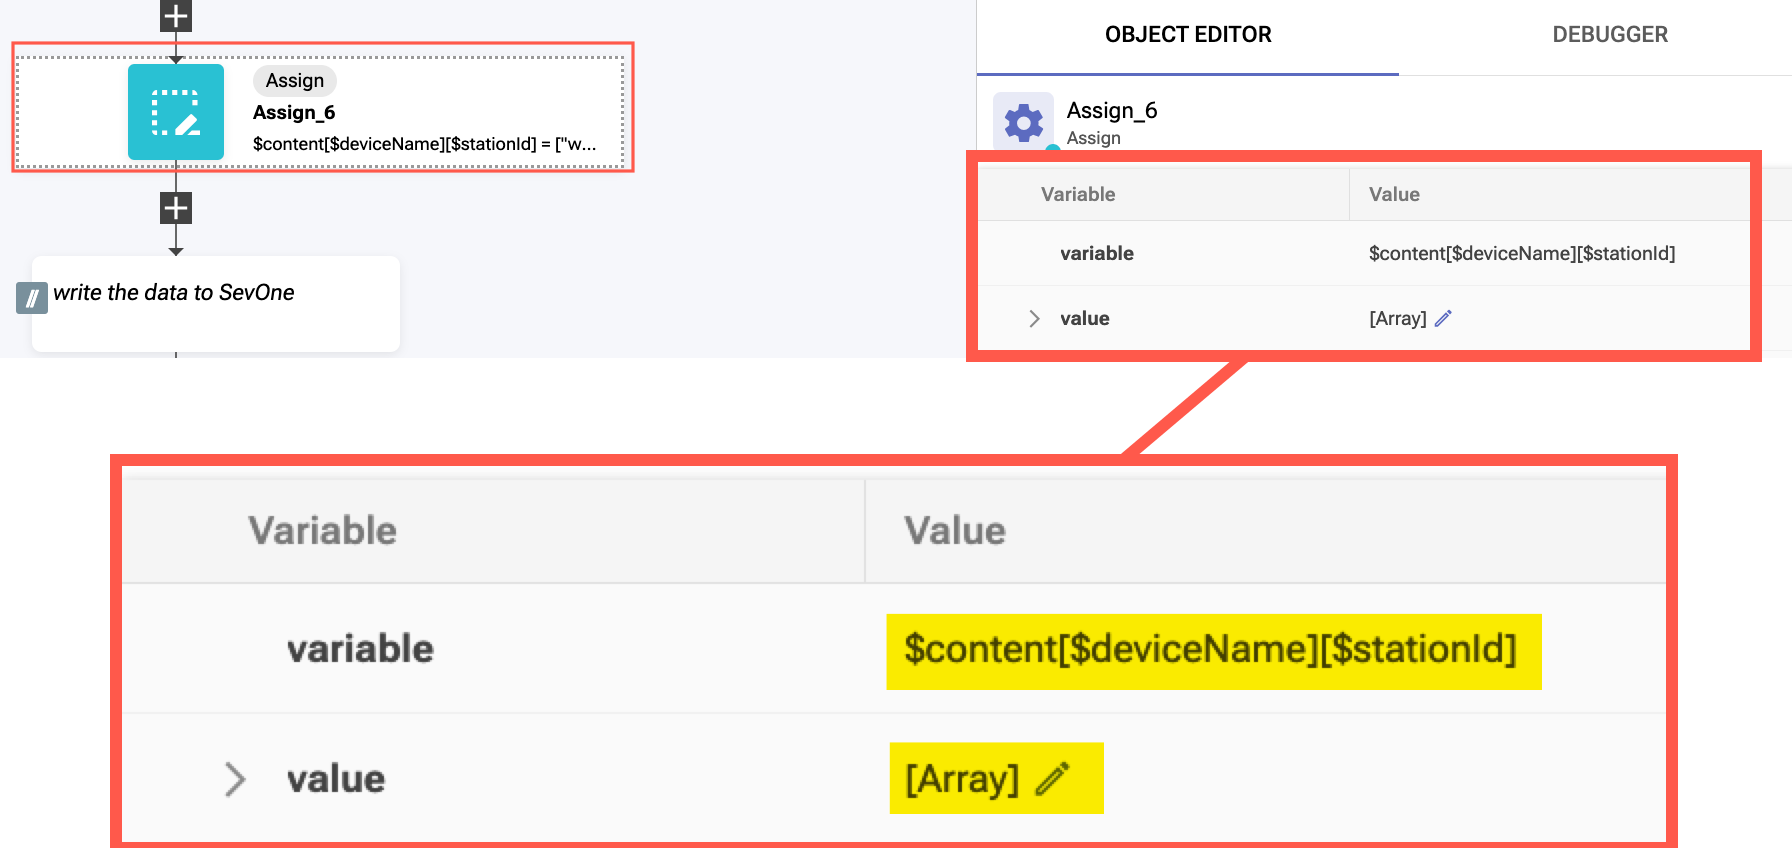 Assign
Assign_6
$content[$deviceName][$stationId] = ["w...
// write the data to SevOne
OBJECT EDITOR DEBUGGER
Assign_6
Assign
Variable Value
variable $content[$deviceName][$stationId]
value [Array]
Variable Value
variable $content[$deviceName][$stationId]
value [Array]